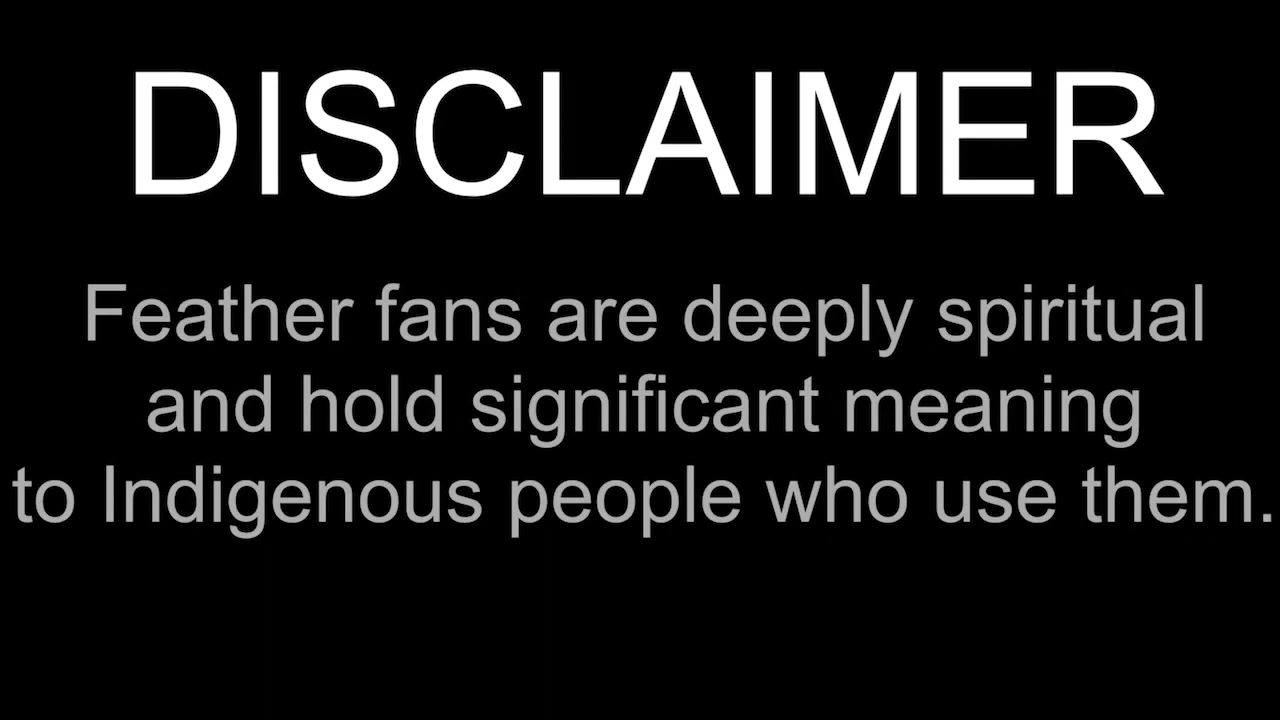 DISCLAIMER
Feather fans are deeply spiritual
and hold significant meaning
to Indigenous people who use them.